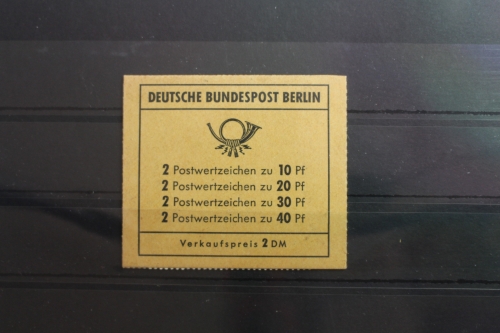 DEUTSCHE BUNDESPOST BERLIN
2 Postwertzeichen zu 10 Pf
2 Postwertzeichen zu 20 Pf
2 Postwertzeichen zu 30 Pf
2 Postwertzeichen zu 40 Pf
Verkaufspreis 2 DM